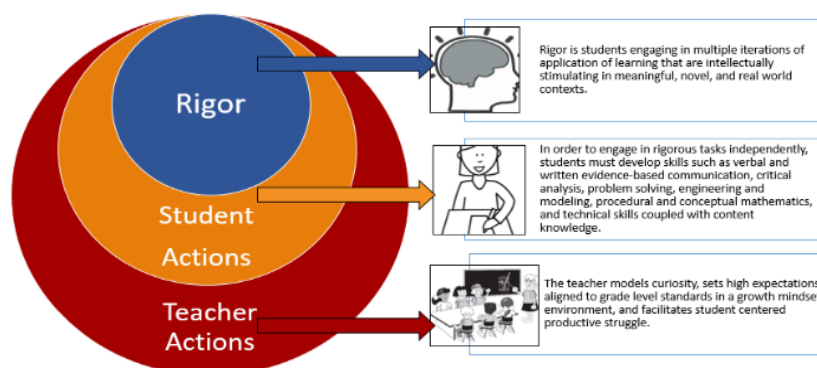 Rigor
Student
Actions
Teacher
Actions
Rigor is students engaging in multiple iterations of
application of learning that are intellectually
stimulating in meaningful, novel, and real world
contexts.
In order to engage in rigorous tasks independently,
students must develop skills such as verbal and
written evidence-based communication, critical
analysis, problem solving, engineering and
modeling, procedural and conceptual mathematics,
and technical skills coupled with content
knowledge.
The teacher models curiosity, sets high expectations
aligned to grade level standards in a growth mindset
environment, and facilitates student centered
productive struggle.